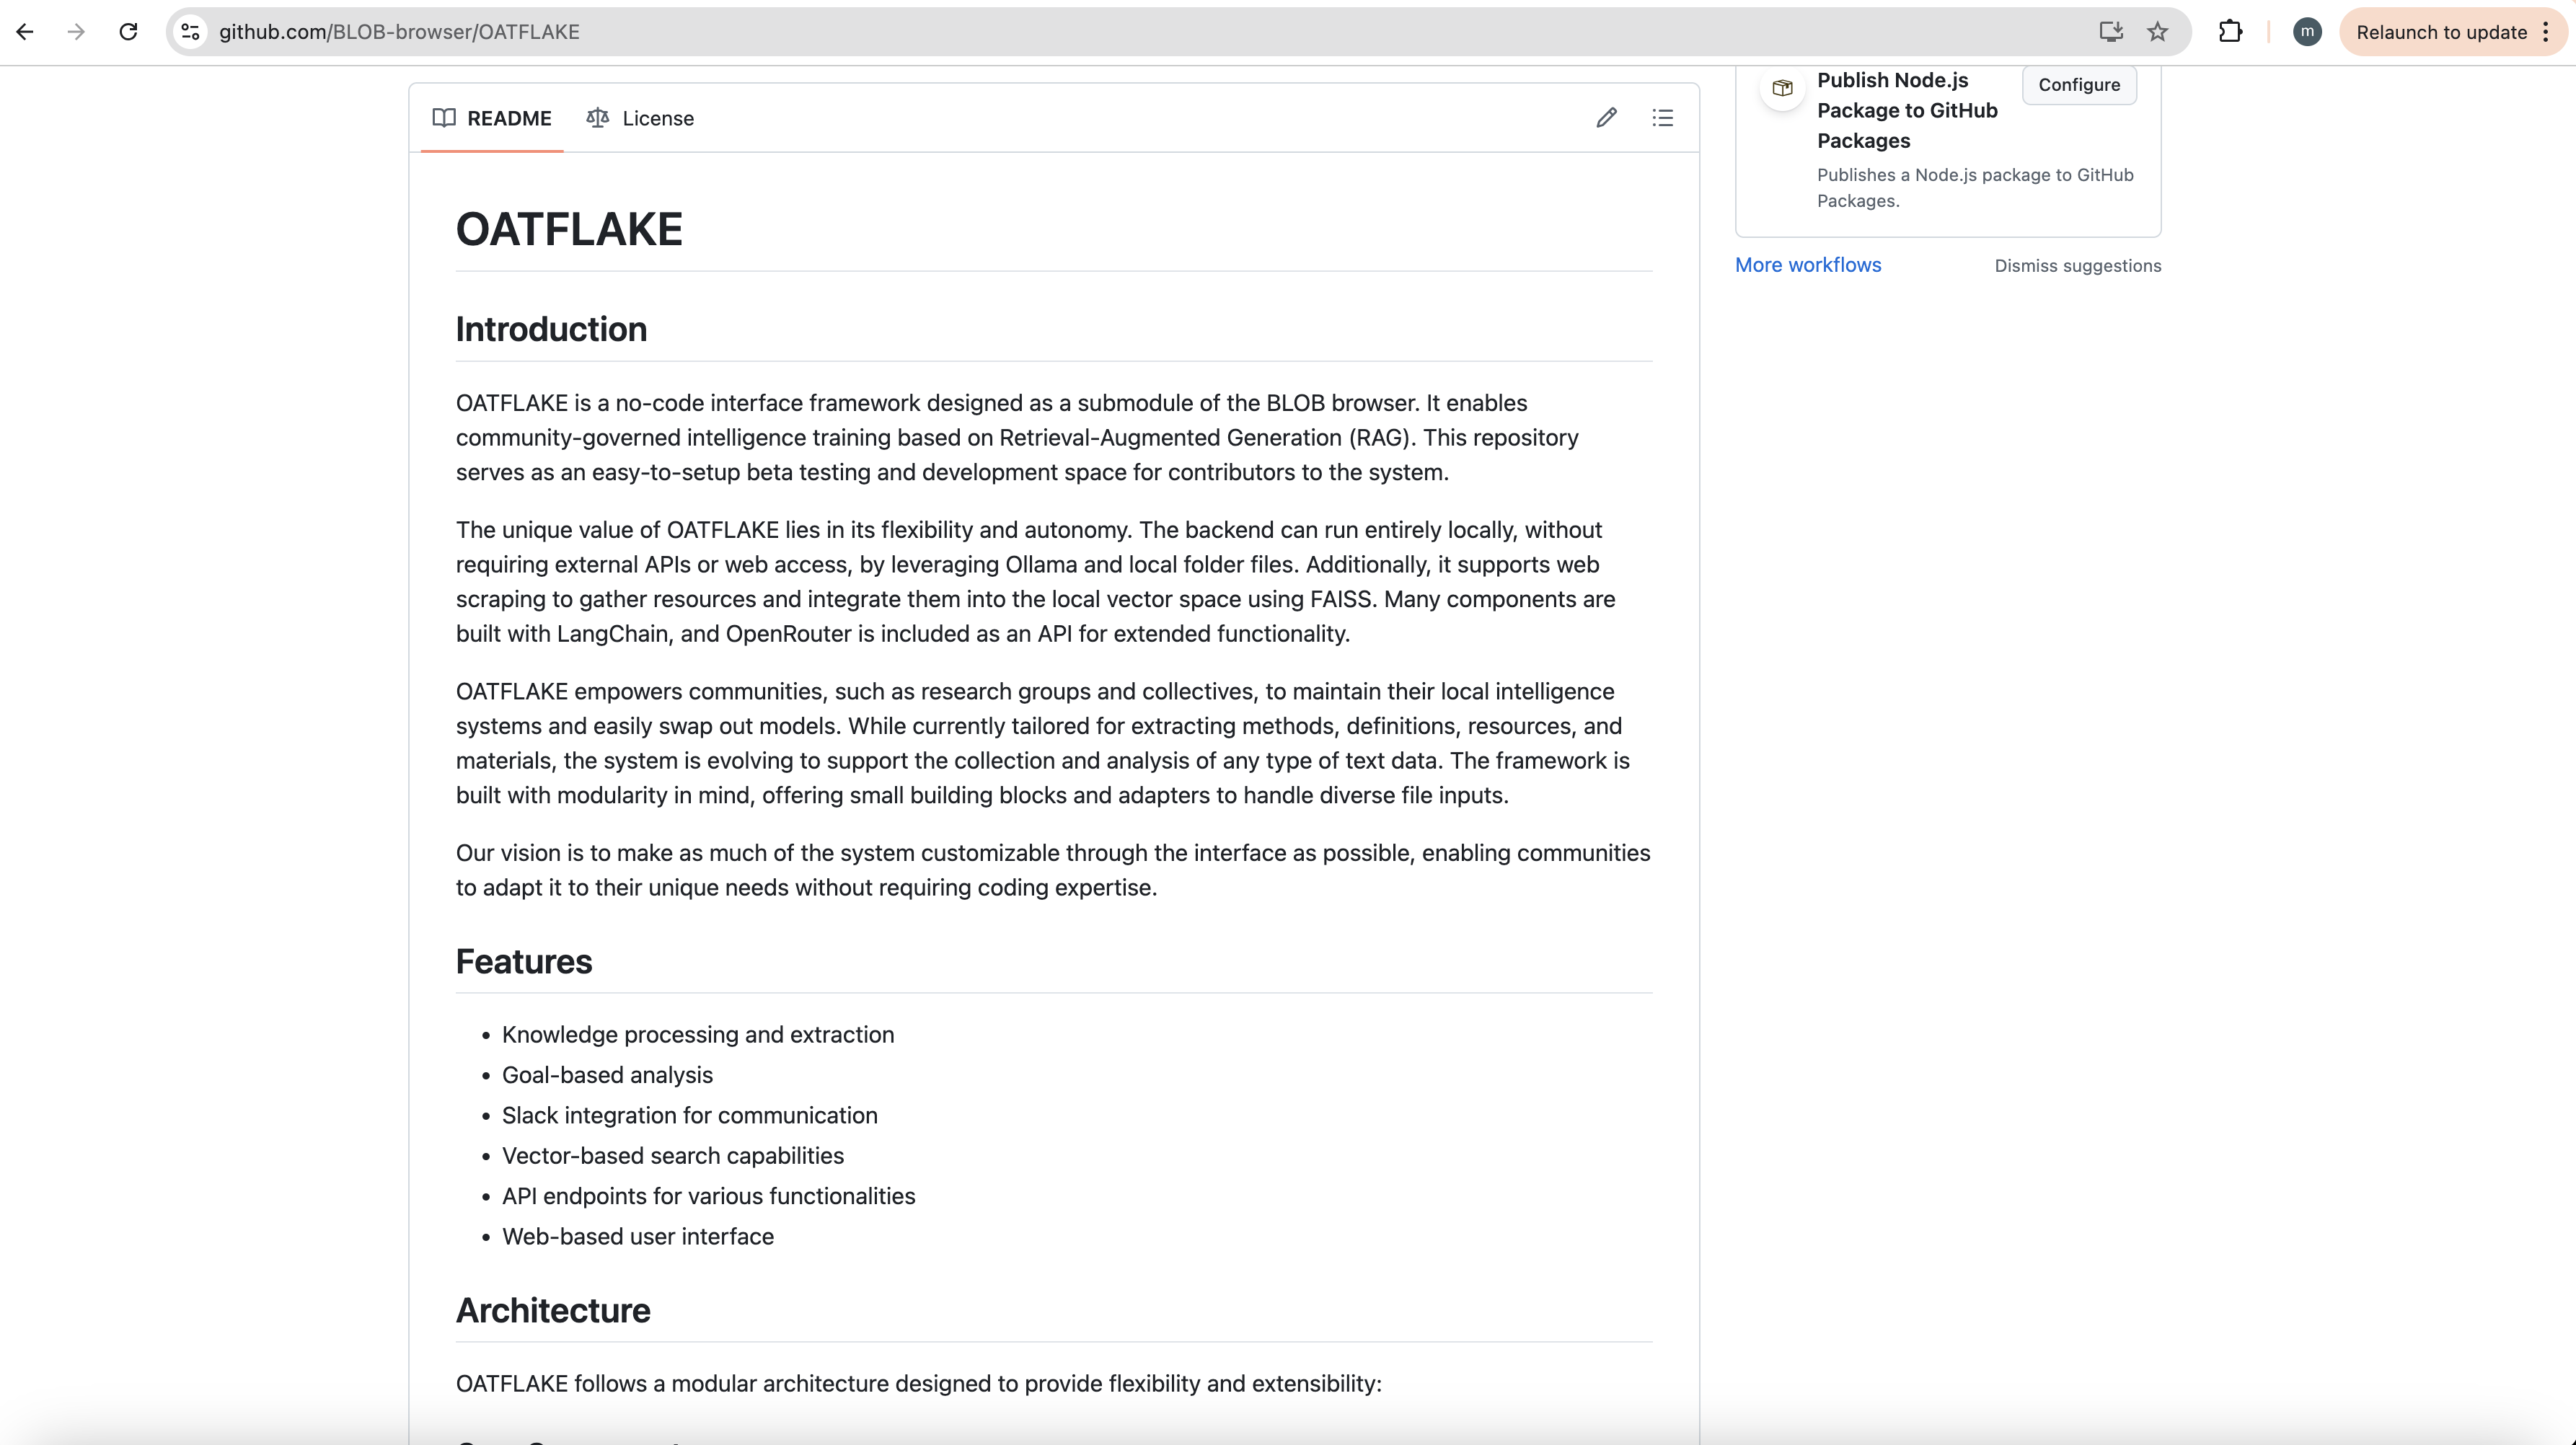 github.com/BLOB-browser/OATFLAKE
m
Relaunch to update
README
License
Publish Node.js
Package to GitHub
Packages
Configure
Publishes a Node.js package to GitHub
Packages.
More workflows
Dismiss suggestions
OATFLAKE
Introduction
OATFLAKE is a no-code interface framework designed as a submodule of the BLOB browser. It enables
community-governed intelligence training based on Retrieval-Augmented Generation (RAG). This repository
serves as an easy-to-setup beta testing and development space for contributors to the system.
The unique value of OATFLAKE lies in its flexibility and autonomy. The backend can run entirely locally, without
requiring external APIs or web access, by leveraging Ollama and local folder files. Additionally, it supports web
scraping to gather resources and integrate them into the local vector space using FAISS. Many components are
built with LangChain, and OpenRouter is included as an API for extended functionality.
OATFLAKE empowers communities, such as research groups and collectives, to maintain their local intelligence
systems and easily swap out models. While currently tailored for extracting methods, definitions, resources, and
materials, the system is evolving to support the collection and analysis of any type of text data. The framework is
built with modularity in mind, offering small building blocks and adapters to handle diverse file inputs.
Our vision is to make as much of the system customizable through the interface as possible, enabling communities
to adapt it to their unique needs without requiring coding expertise.
Features
• Knowledge processing and extraction
• Goal-based analysis
• Slack integration for communication
• Vector-based search capabilities
• API endpoints for various functionalities
• Web-based user interface
Architecture
OATFLAKE follows a modular architecture designed to provide flexibility and extensibility: